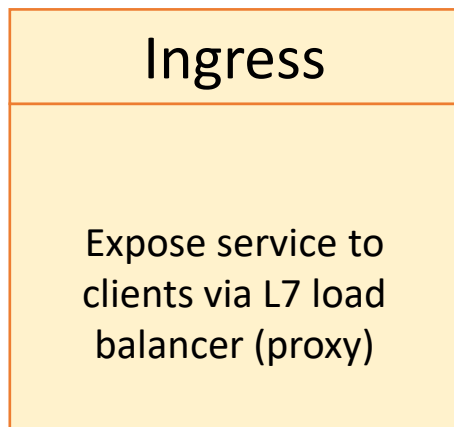 Ingress
Expose service to
clients via L7 load
balancer (proxy)